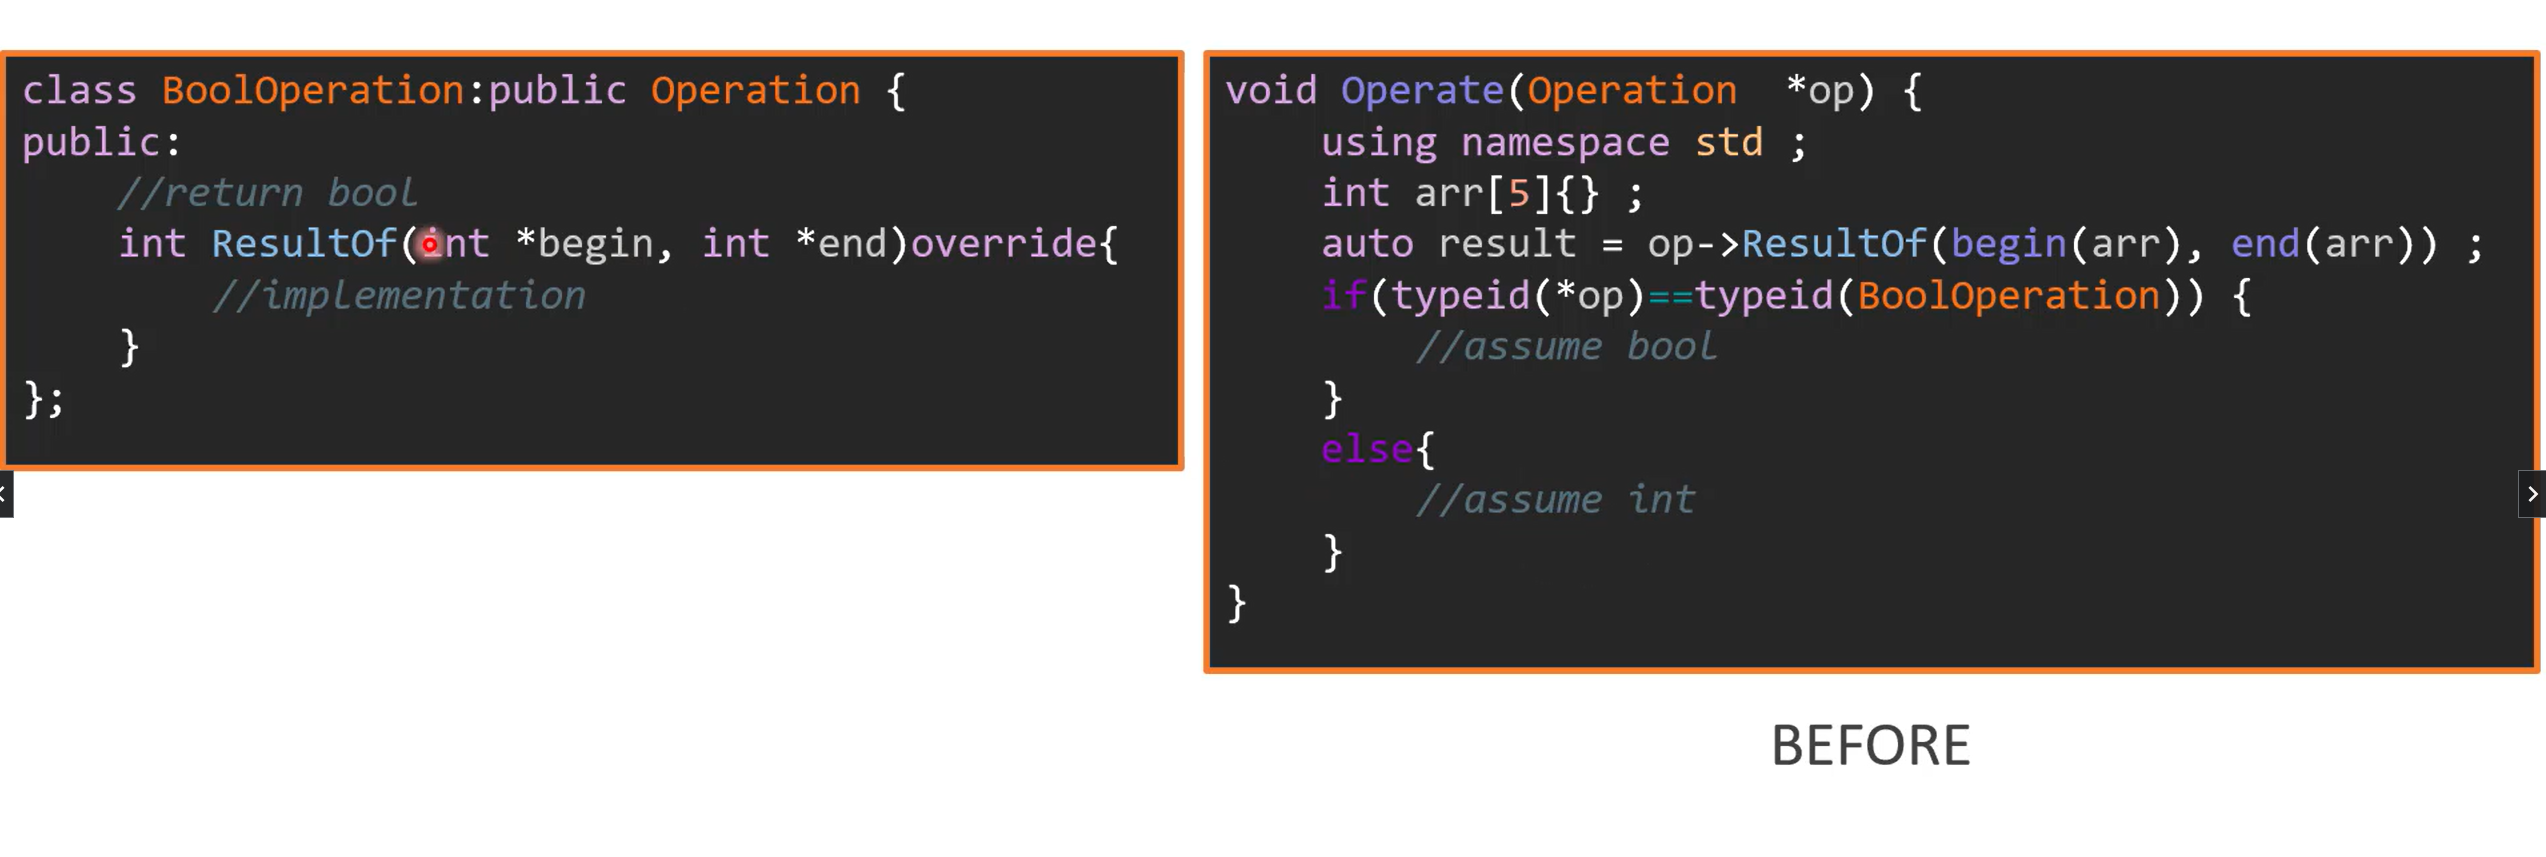 class BoolOperation:public Operation {
public:
//return bool
int ResultOf(int *begin, int *end)override{
//implementation
}
};
void Operate(Operation  *op) {
using namespace std ;
int arr[5]{} ;
auto result = op->ResultOf(begin(arr), end(arr)) ;
if(typeid(*op)==typeid(BoolOperation)) {
//assume bool
}
else{
//assume int
}
}
BEFORE